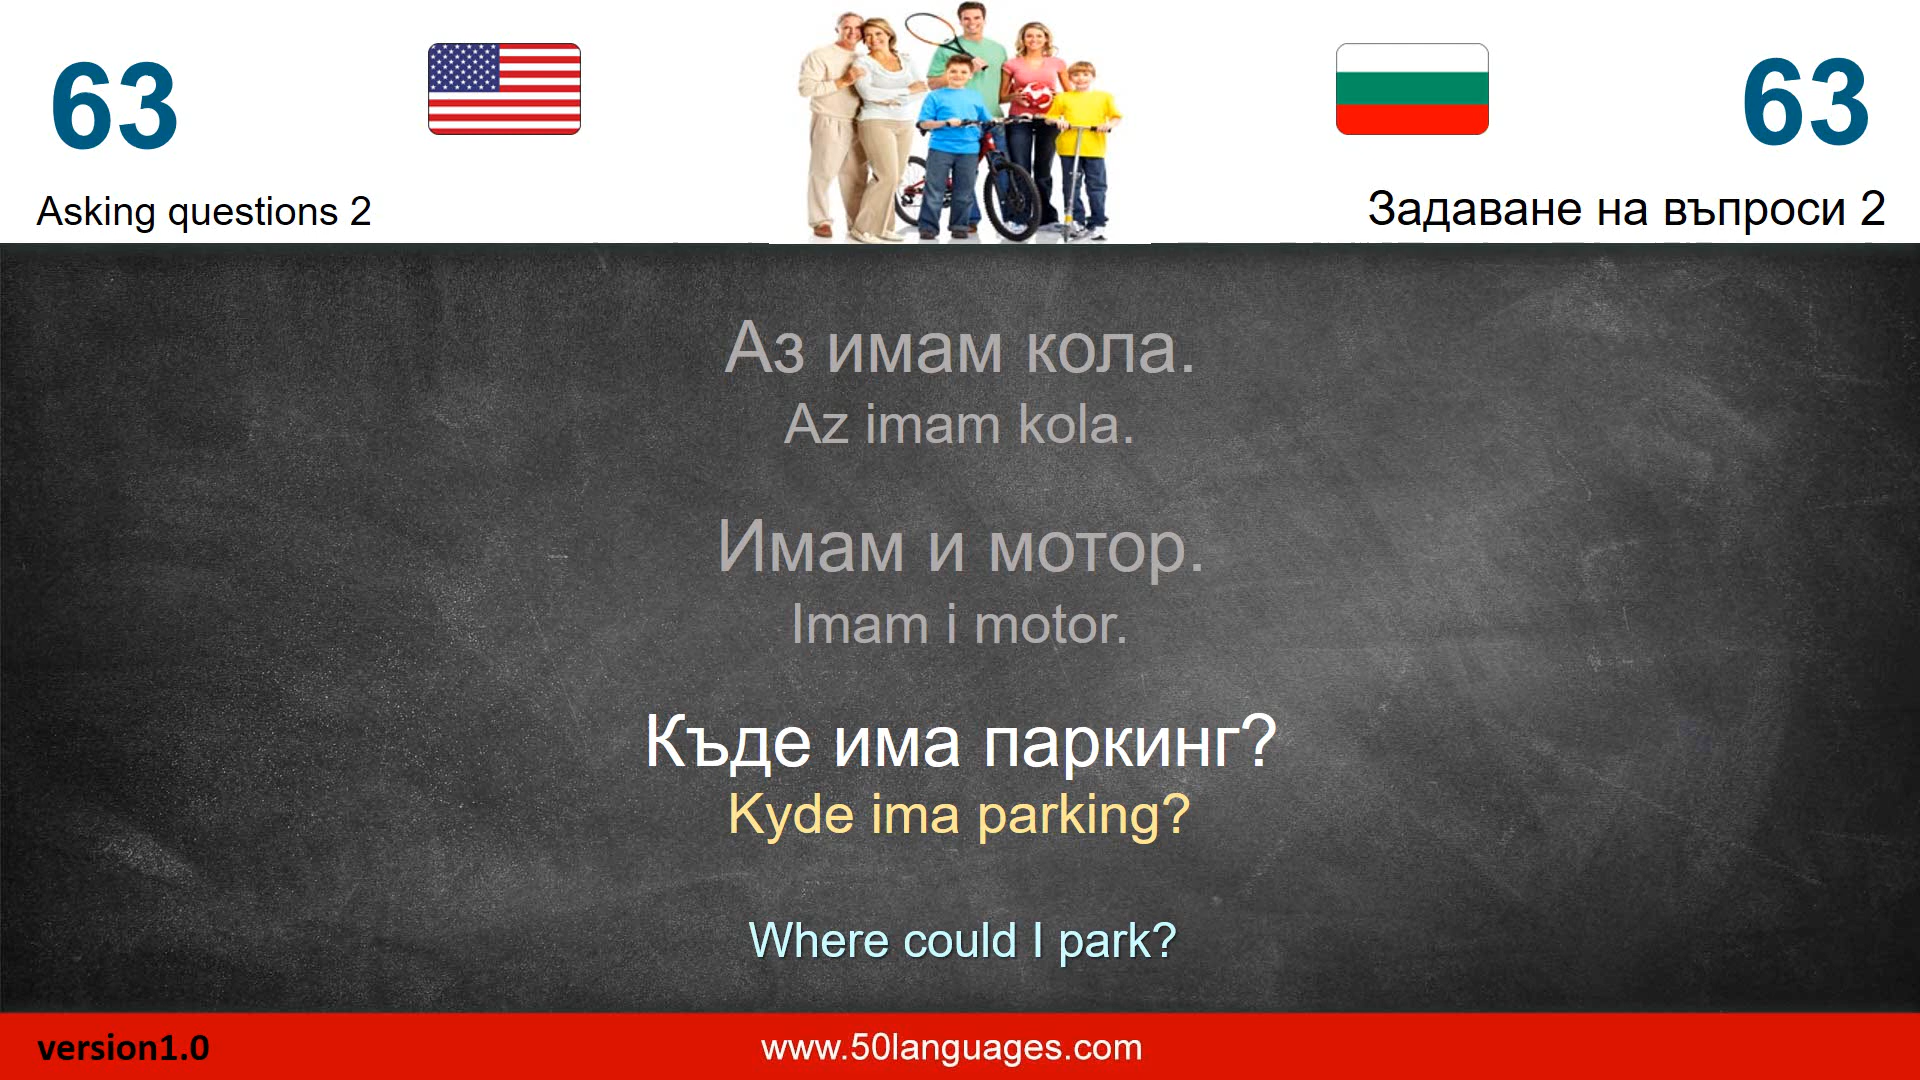 63
63
Asking questions 2
Задаване на въпроси 2
Аз имам кола.
Az imam kola.
Имам и мотор.
Imam i motor.
Къде има паркинг?
Kyde ima parking?
Where could I park?
version1.0
www.50languages.com